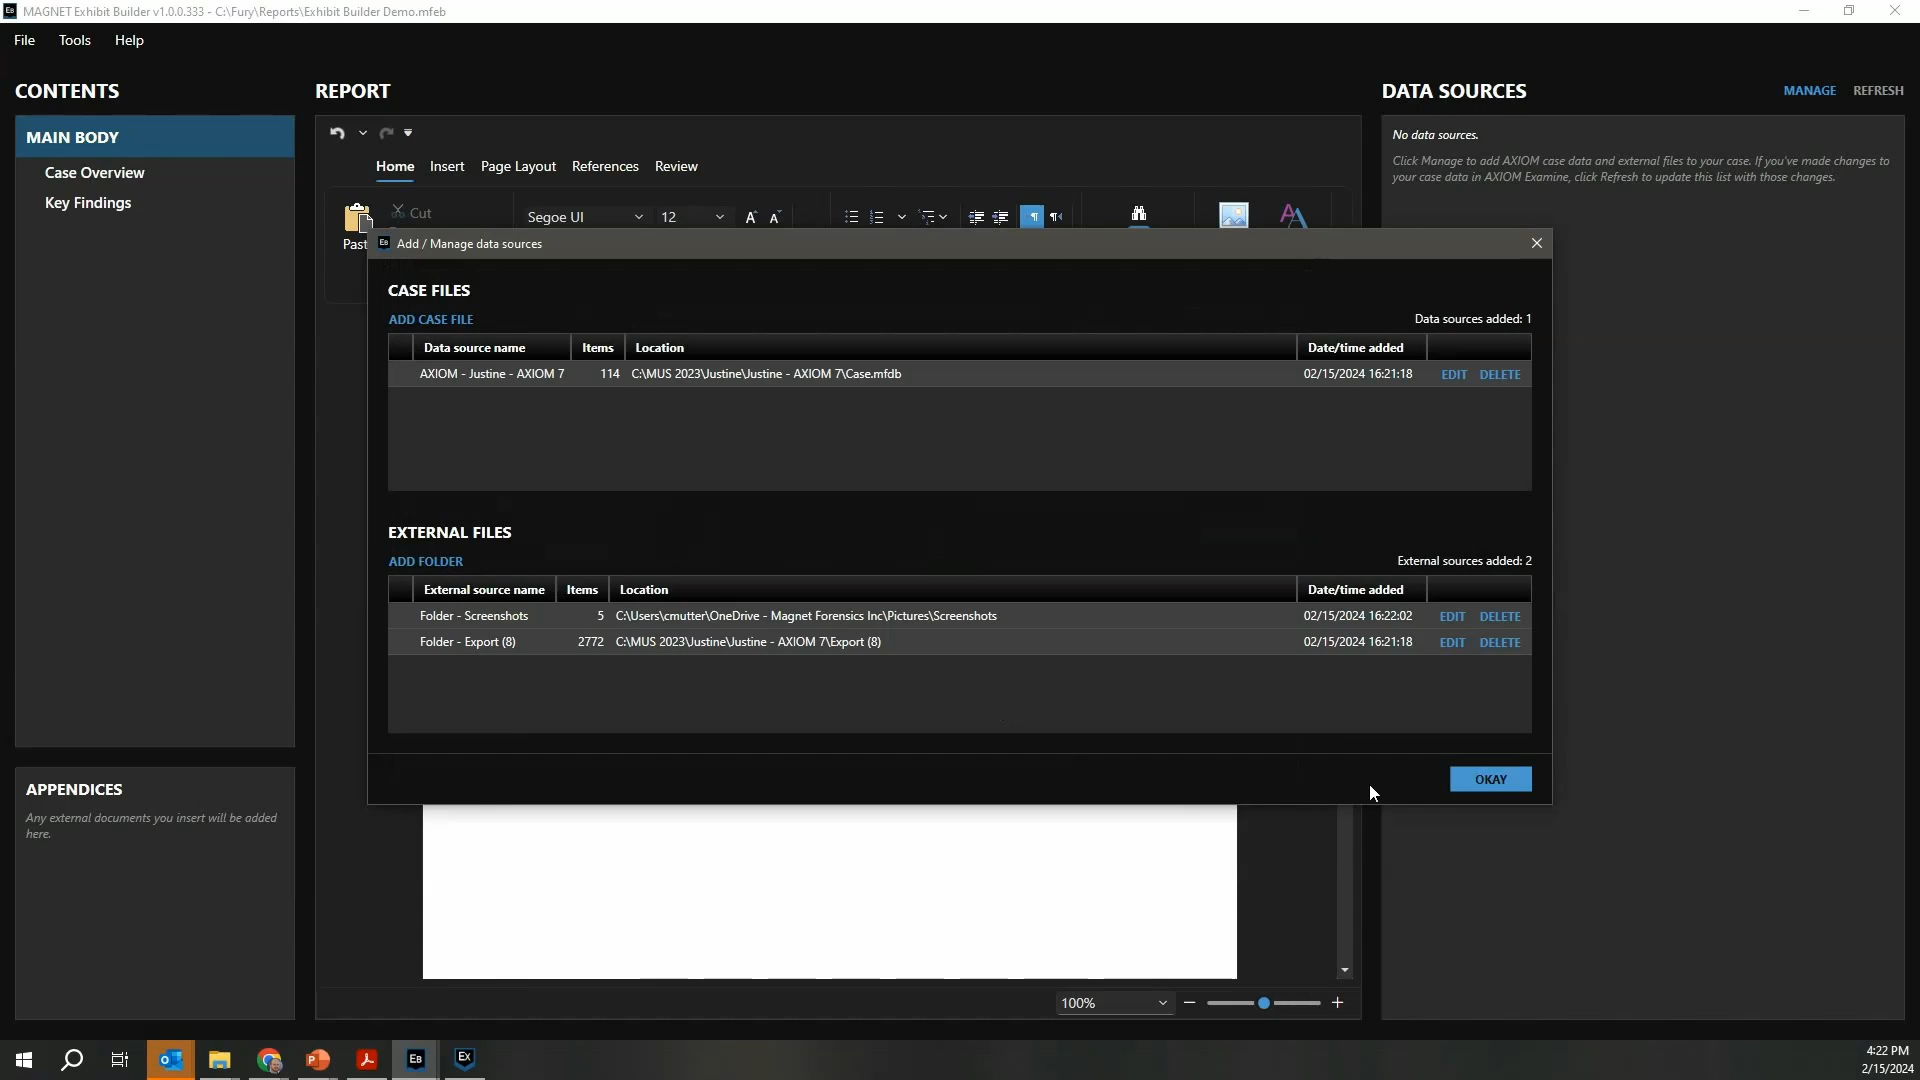 MAGNET Exhibit Builder v1.0.0.333 - C:\Fury\Reports\Exhibit Builder Demo.mfeb
File Tools Help
CONTENTS
MAIN BODY
Case Overview
Key Findings
APPENDICES
Any external documents you insert will be added
here.
REPORT
Home Insert Page Layout References Review
Cut
Segoe UI 12
Past
Add / Manage data sources
CASE FILES
ADD CASE FILE Data sources added: 1
Data source name Items Location Date/time added
AXIOM - Justine - AXIOM 7 114 C:\MUS 2023\Justine\Justine - AXIOM 7\Case.mfdb 02/15/2024 16:21:18 EDIT DELETE
EXTERNAL FILES
ADD FOLDER External sources added: 2
External source name Items Location Date/time added
Folder - Screenshots 5 C:\Users\cmutter\OneDrive - Magnet Forensics Inc\Pictures\Screenshots 02/15/2024 16:22:02 EDIT DELETE
Folder - Export (8) 2772 C:\MUS 2023\Justine\Justine - AXIOM 7\Export (8) 02/15/2024 16:21:18 EDIT DELETE
OKAY
100%
DATA SOURCES MANAGE REFRESH
No data sources.
Click Manage to add AXIOM case data and external files to your case. If you've made changes to
your case data in AXIOM Examine, click Refresh to update this list with those changes.
4:22 PM
2/15/2024